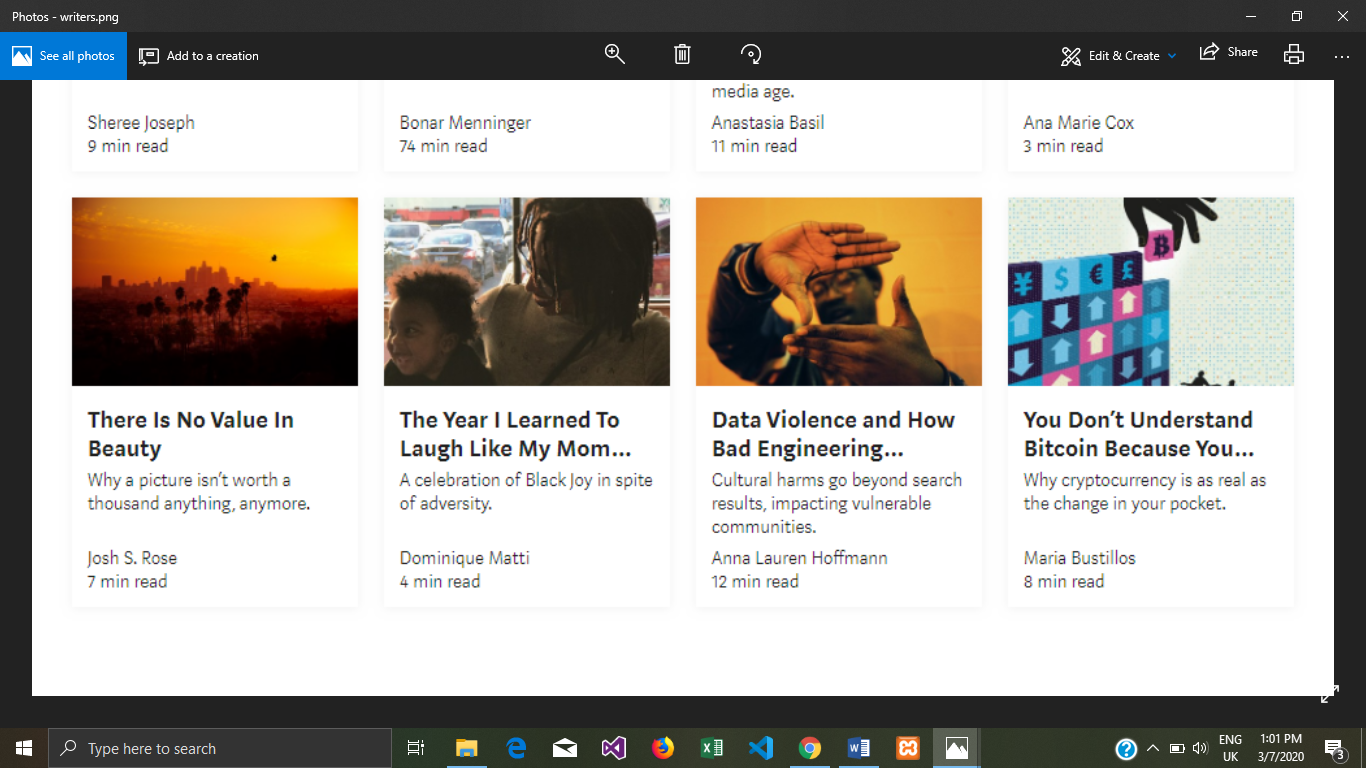 Photos - writers.png
See all photos
Add to a creation
Edit & Create
Share
media age.
Sheree Joseph
9 min read
Bonar Menninger
74 min read
Anastasia Basil
11 min read
Ana Marie Cox
3 min read
¥ $ € £ B
There Is No Value In
Beauty
Why a picture isn't worth a
thousand anything, anymore.
Josh S. Rose
7 min read
The Year I Learned To
Laugh Like My Mom...
A celebration of Black Joy in spite
of adversity.
Dominique Matti
4 min read
Data Violence and How
Bad Engineering...
Cultural harms go beyond search
results, impacting vulnerable
communities.
Anna Lauren Hoffmann
12 min read
You Don't Understand
Bitcoin Because You...
Why cryptocurrency is as real as
the change in your pocket.
Maria Bustillos
8 min read
Type here to search
ENG
UK
1:01 PM
3/7/2020
3